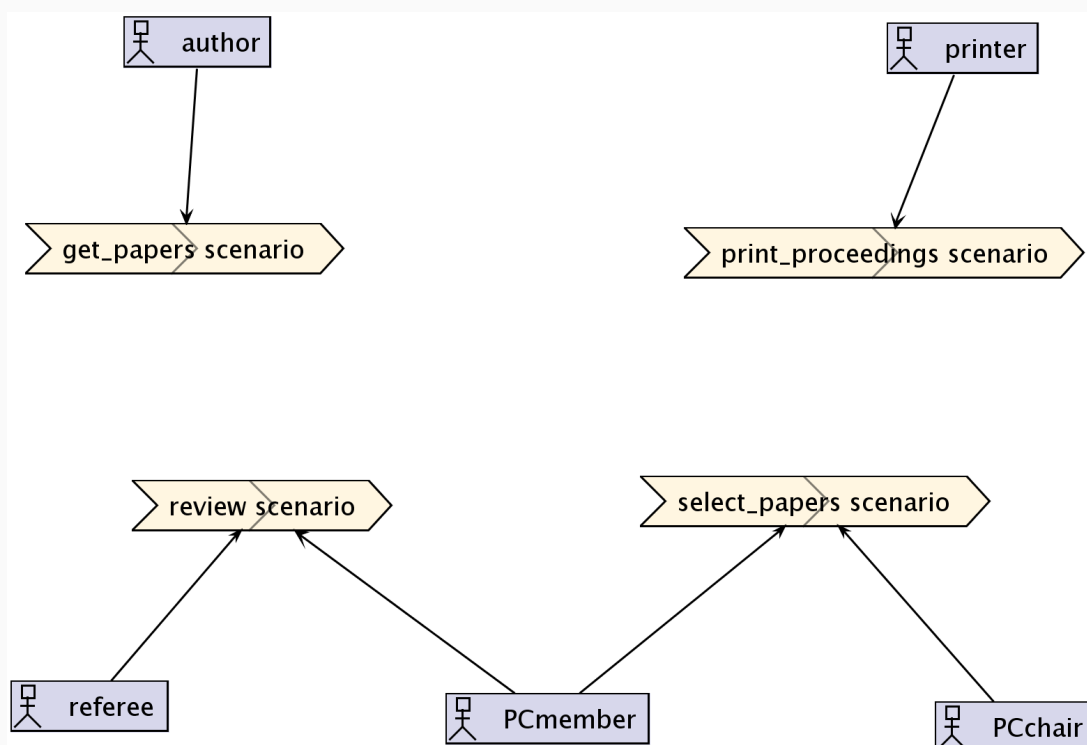 author
printer
get_papers scenario
print_proceedings scenario
review scenario
select_papers scenario
referee
PCmember
PCchair